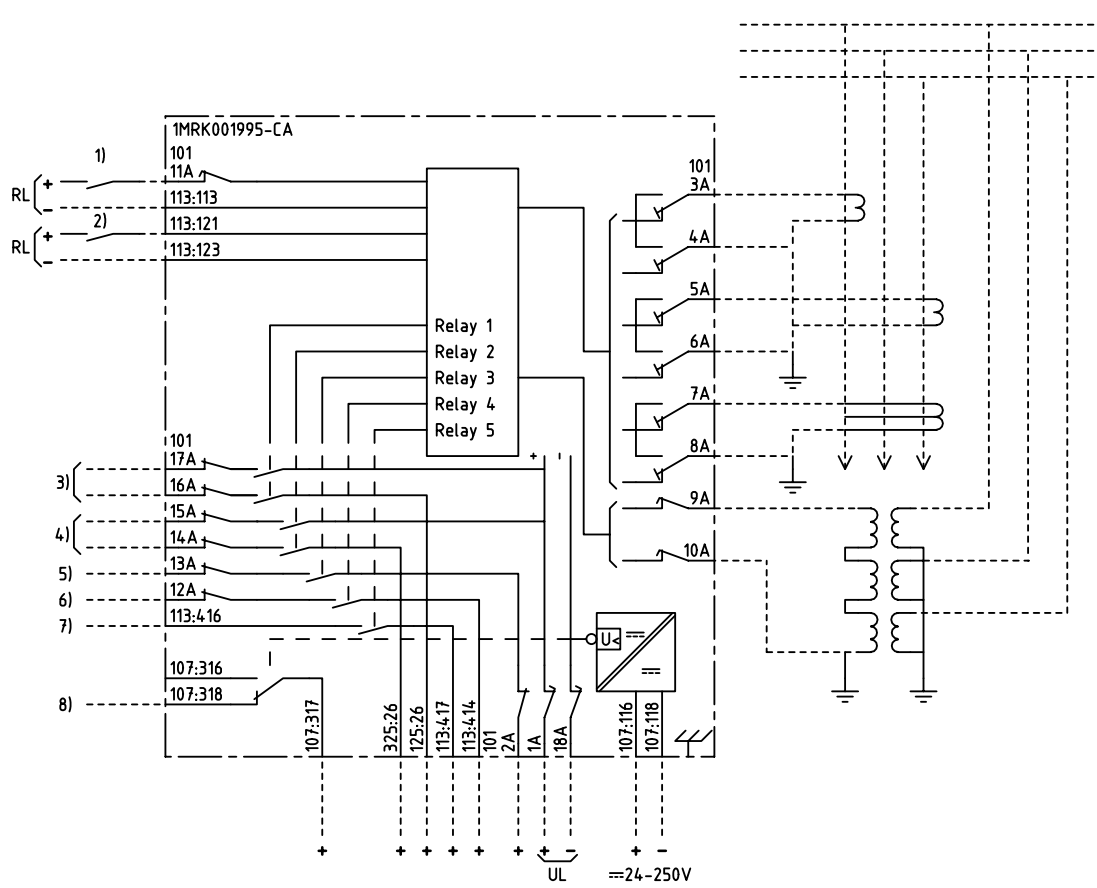 1MRK001995-CA
1)
101
11A
RL
+
-
113:113
2)
113:121
RL
+
-
113:123
101
3A
4A
5A
6A
7A
8A
9A
10A
Relay 1
Relay 2
Relay 3
Relay 4
Relay 5
+ -
101
3)
17A
16A
4)
15A
14A
5)
13A
6)
12A
7)
113:416
U<
107:316
8)
107:318
107:317
325:26
125:26
113:417
113:414
101
2A
1A
18A
107:116
107:118
+ + + + + + + - + -
UL
24-250V